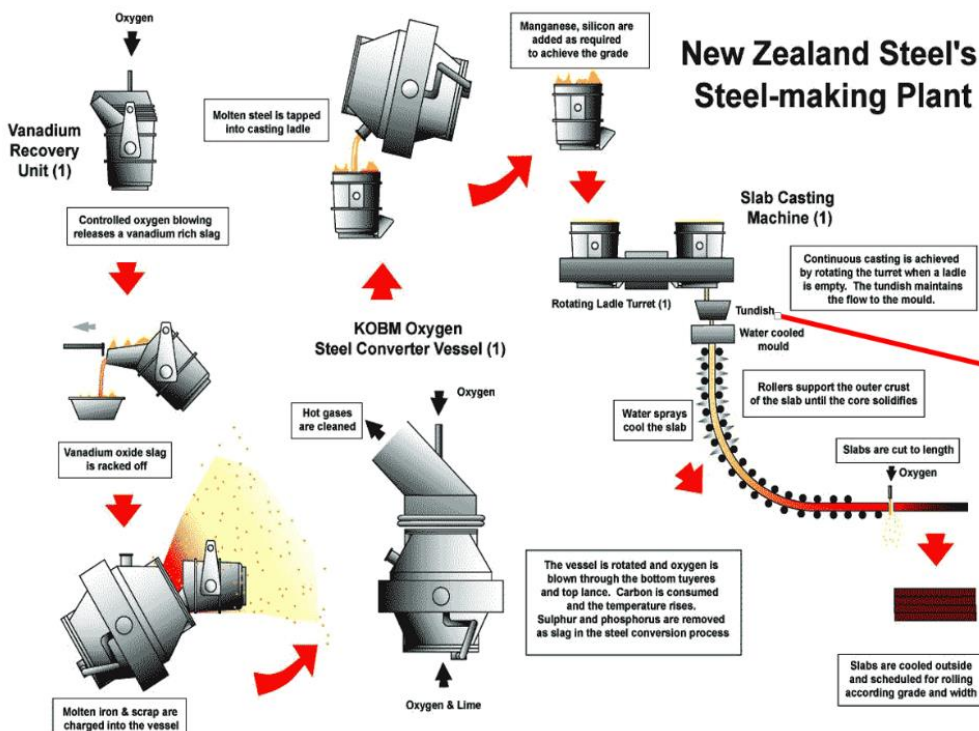 New Zealand Steel's
Steel-making Plant
Oxygen
Vanadium
Recovery
Unit (1)
Controlled oxygen blowing
releases a vanadium rich slag
Vanadium oxide slag
is racked off
Molten iron & scrap are
charged into the vessel
KOBM Oxygen
Steel Converter Vessel (1)
Oxygen
Hot gases
are cleaned
Oxygen & Lime
The vessel is rotated and oxygen is
blown through the bottom tuyeres
and top lance. Carbon is consumed
and the temperature rises.
Sulphur and phosphorus are removed
as slag in the steel conversion process
Molten steel is tapped
into casting ladle
Manganese, silicon are
added as required
to achieve the grade
Slab Casting
Machine (1)
Rotating Ladle Turret (1)
Continuous casting is achieved
by rotating the turret when a ladle
is empty. The tundish maintains
the flow to the mould.
Tundish
Water cooled
mould
Rollers support the outer crust
of the slab until the core solidifies
Water sprays
cool the slab
Slabs are cut to length
Oxygen
Slabs are cooled outside
and scheduled for rolling
according grade and width